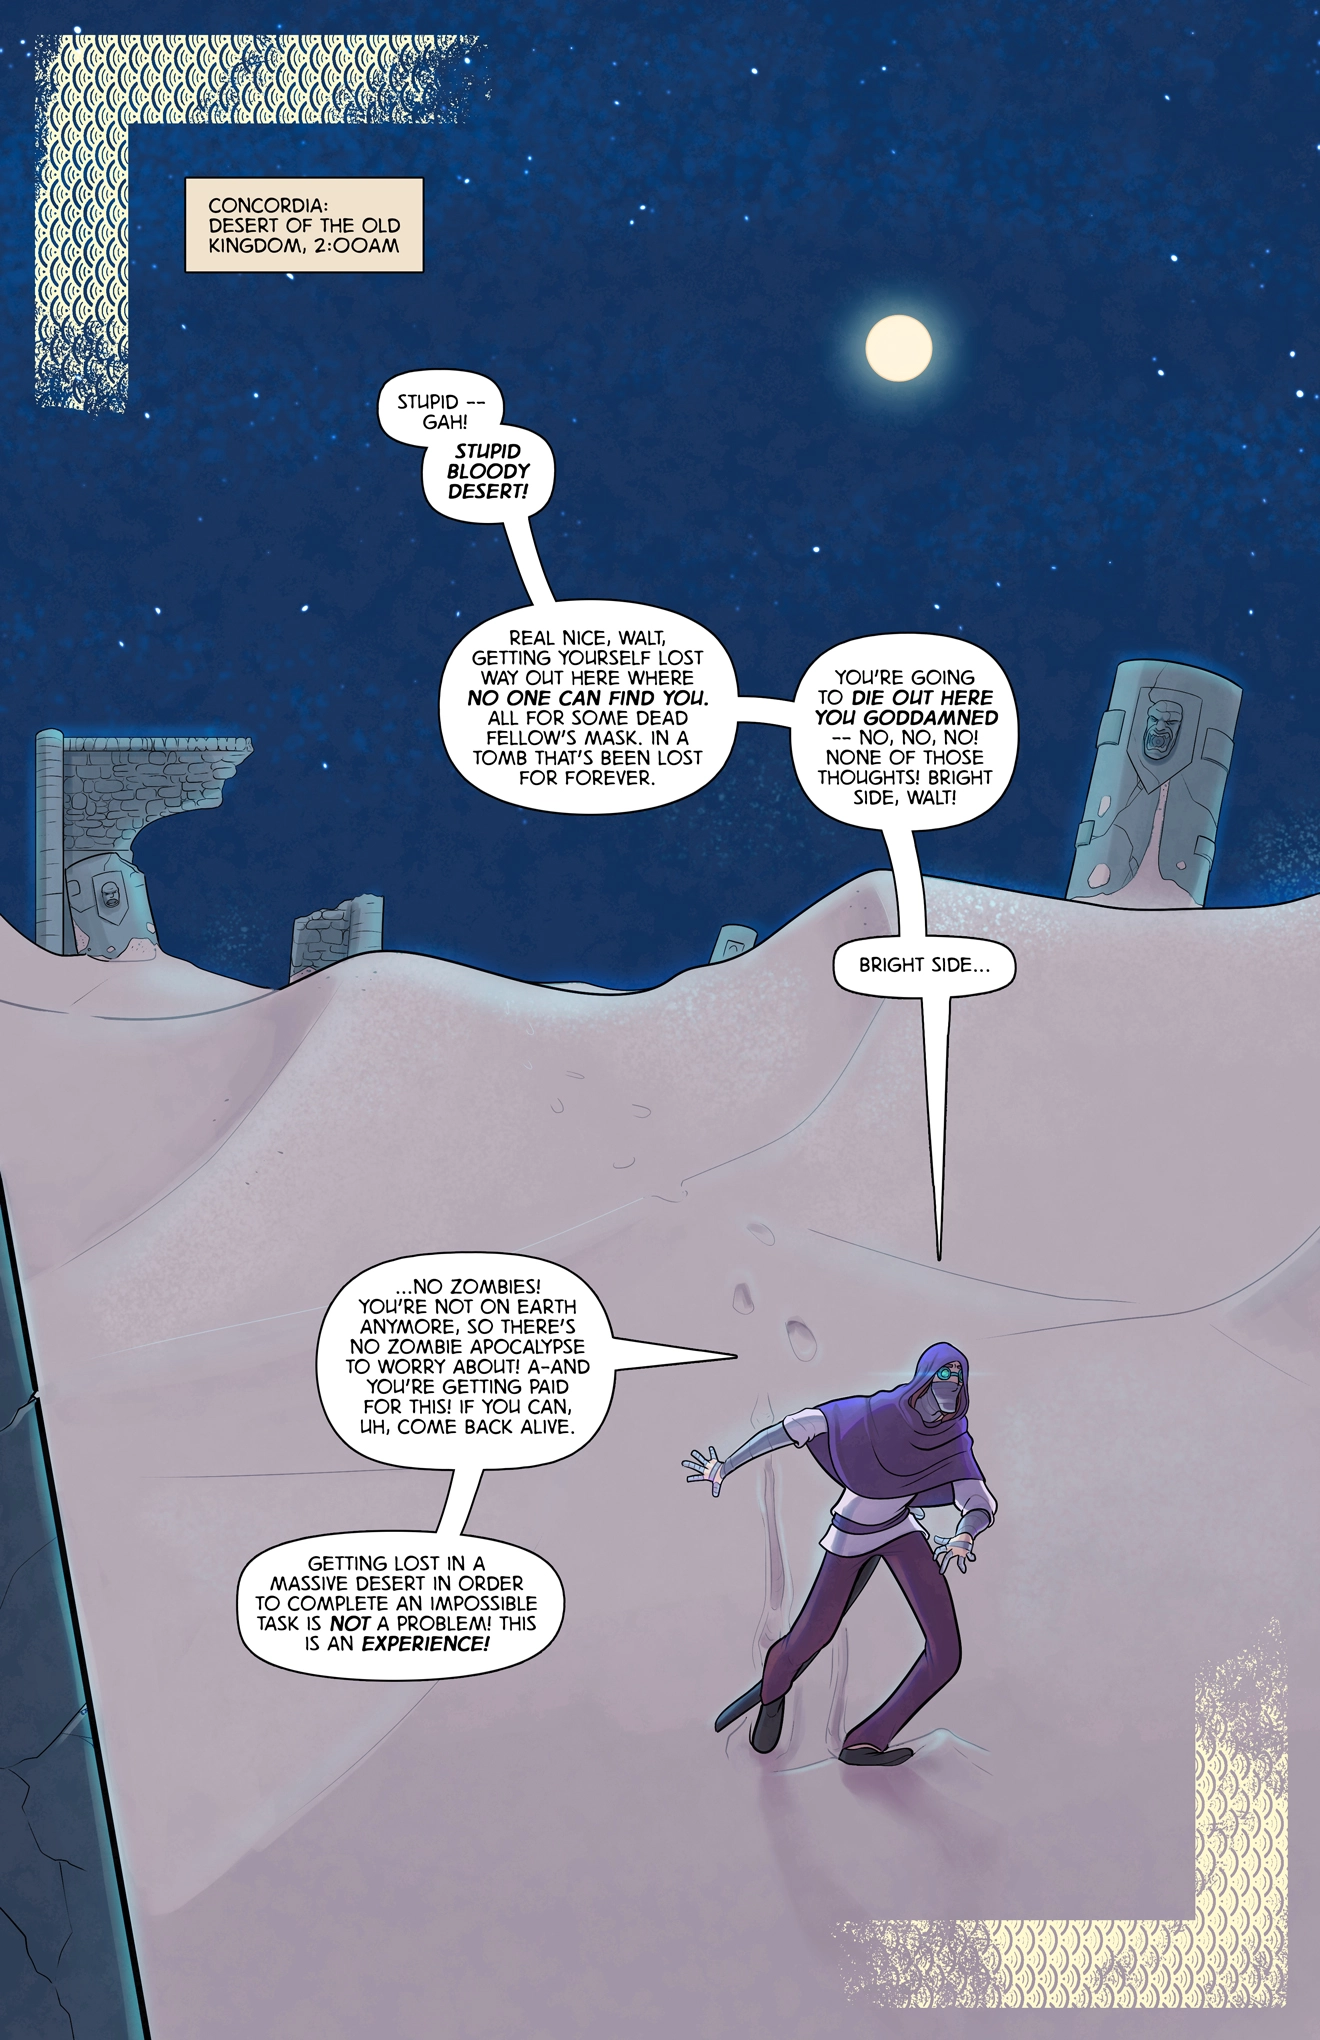 CONCORDIA:
DESERT OF THE OLD
KINGDOM, 2:00AM
STUPID --
GAH!
STUPID
BLOODY
DESERT!
REAL NICE, WALT,
GETTING YOURSELF LOST
WAY OUT HERE WHERE
NO ONE CAN FIND YOU.
ALL FOR SOME DEAD
FELLOW'S MASK. IN A
TOMB THAT'S BEEN LOST
FOR FOREVER.
YOU'RE GOING
TO DIE OUT HERE
YOU GODDAMNED
-- NO, NO, NO!
NONE OF THOSE
THOUGHTS! BRIGHT
SIDE, WALT!
BRIGHT SIDE...
...NO ZOMBIES!
YOU'RE NOT ON EARTH
ANYMORE, SO THERE'S
NO ZOMBIE APOCALYPSE
TO WORRY ABOUT! A-AND
YOU'RE GETTING PAID
FOR THIS! IF YOU CAN,
UH, COME BACK ALIVE.
GETTING LOST IN A
MASSIVE DESERT IN ORDER
TO COMPLETE AN IMPOSSIBLE
TASK IS NOT A PROBLEM! THIS
IS AN EXPERIENCE!